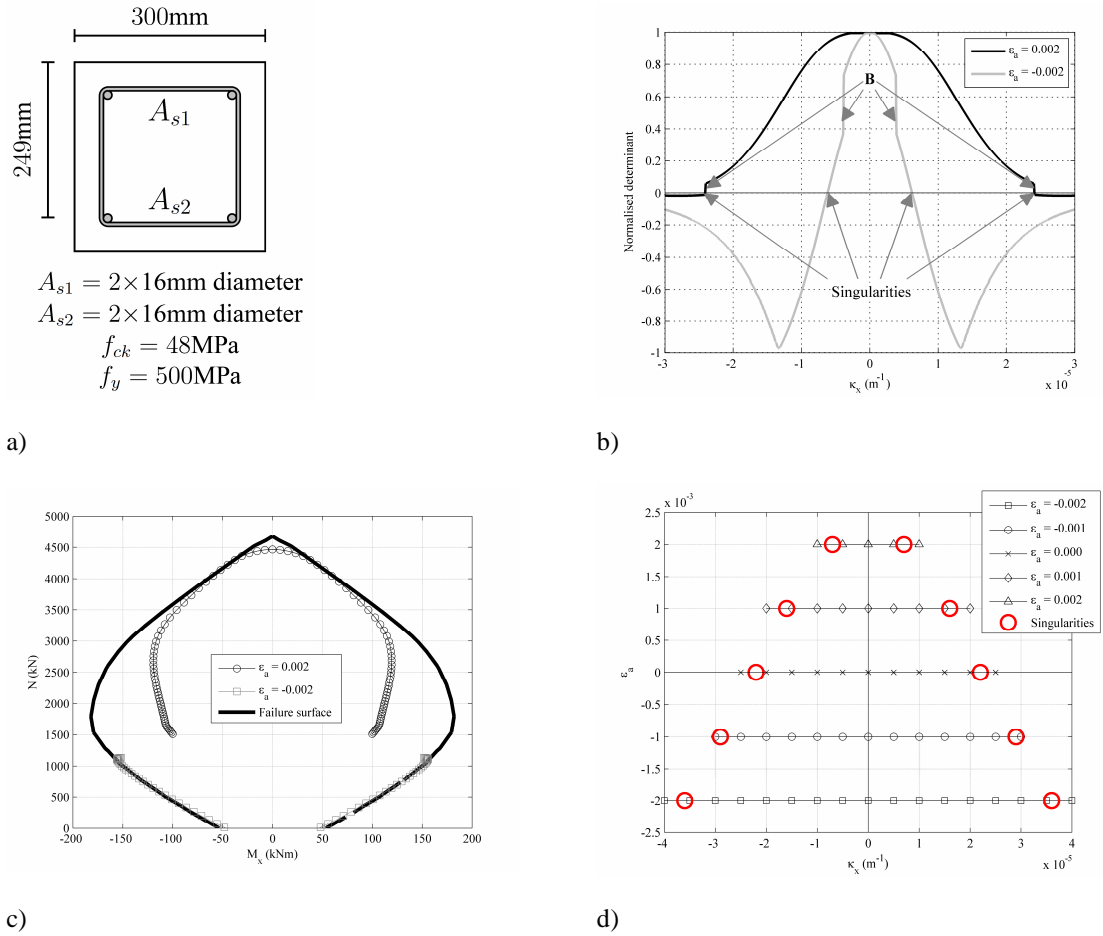 300mm
249mm
A_{s1}
A_{s2}
A_{s1} = 2×16mm diameter
A_{s2} = 2×16mm diameter
f_{ck} = 48MPa
f_y = 500MPa
a)
1
0.8
0.6
0.4
0.2
0
-0.2
-0.4
-0.6
-0.8
-1
Normalised determinant
ε_a = 0.002
ε_a = -0.002
B
Singularities
-3 -2 -1 0 1 2 3
κ_x (m⁻¹)
x 10⁻⁵
b)
5000
4500
4000
3500
3000
2500
2000
1500
1000
500
0
N (kN)
ε_a = 0.002
ε_a = -0.002
Failure surface
-200 -150 -100 -50 0 50 100 150 200
M_x (kNm)
c)
x 10⁻³
2.5
2
1.5
1
0.5
0
-0.5
-1
-1.5
-2
-2.5
ε_a
ε_a = -0.002
ε_a = -0.001
ε_a = 0.000
ε_a = 0.001
ε_a = 0.002
Singularities
-4 -3 -2 -1 0 1 2 3 4
κ_x (m⁻¹)
x 10⁻⁵
d)